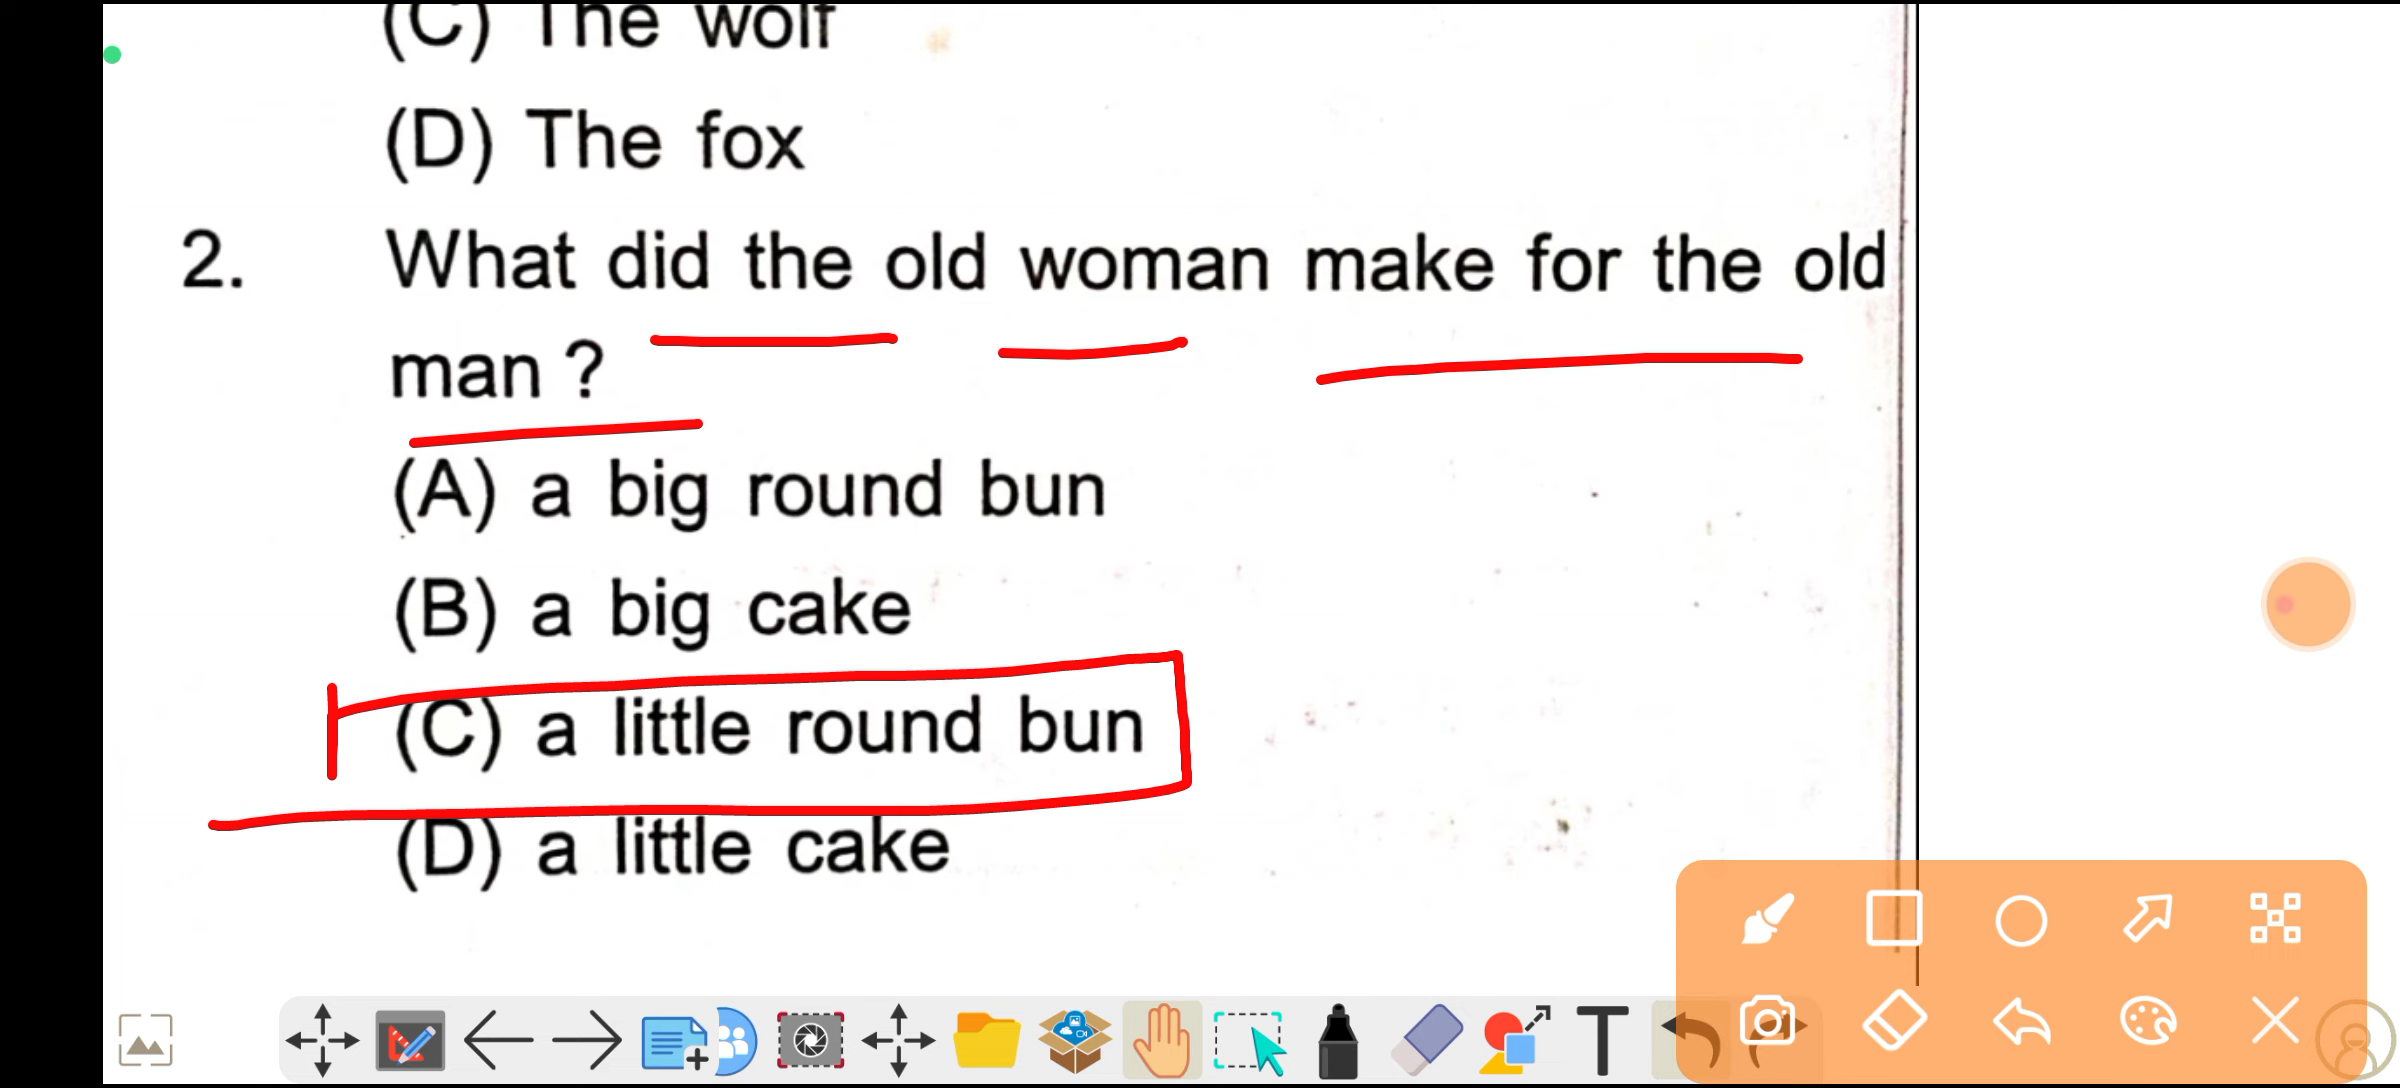 (C) The wolf
(D) The fox
2. What did the old woman make for the old
man ?
(A) a big round bun
(B) a big cake
(C) a little round bun
(D) a little cake